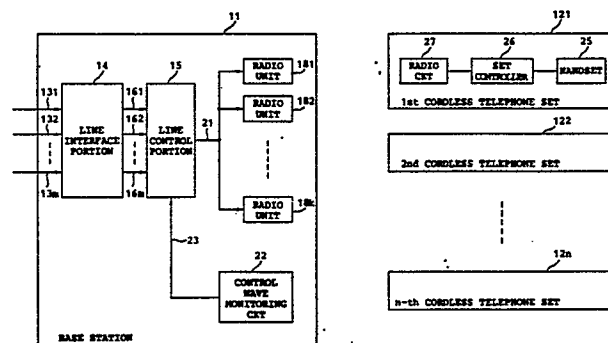 11
14
15
131
132
13m
LINE
INTERFACE
PORTION
161
162
16m
LINE
CONTROL
PORTION
21
RADIO
UNIT
181
RADIO
UNIT
182
RADIO
UNIT
18k
23
22
CONTROL
WAVE
MONITORING
CKT
BASE STATION
121
27
26
25
RADIO
CKT
SET
CONTROLLER
HANDSET
1st CORDLESS TELEPHONE SET
122
2nd CORDLESS TELEPHONE SET
12n
n-th CORDLESS TELEPHONE SET